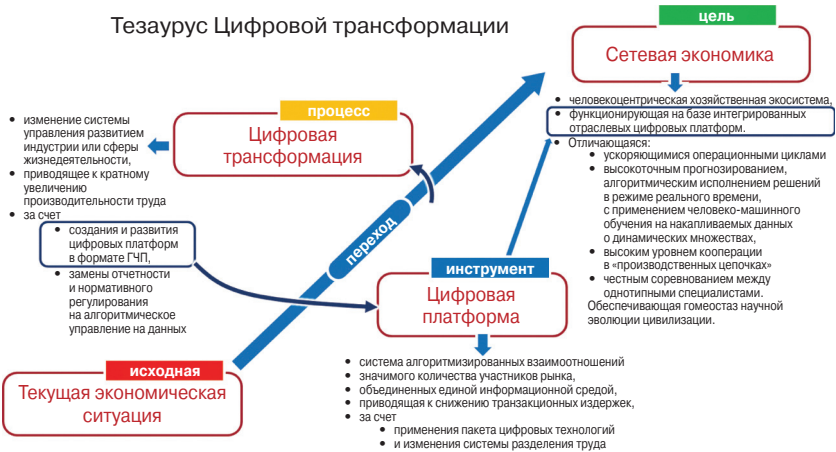 Тезаурус Цифровой трансформации
цель
Сетевая экономика
• человекоцентрическая хозяйственная экосистема,
• функционирующая на базе интегрированных
отраслевых цифровых платформ.
• Отличающаяся:
• ускоряющимися операционными циклами
• высокоточным прогнозированием,
алгоритмическим исполнением решений
в режиме реального времени,
с применением человеко-машинного
обучения на накапливаемых данных
о динамических множествах,
• высоким уровнем кооперации
в «производственных цепочках»
• честным соревнованием между
однотипными специалистами.
Обеспечивающая гомеостаз научной
эволюции цивилизации.
процесс
Цифровая
трансформация
• изменение системы
управления развитием
индустрии или сферы
жизнедеятельности,
• приводящее к кратному
увеличению
производительности труда
• за счет
• создания и развития
цифровых платформ
в формате ГЧП,
• замены отчетности
и нормативного
регулирования
на алгоритмическое
управление на данных
переход
инструмент
Цифровая
платформа
• система алгоритмизированных взаимоотношений
• значимого количества участников рынка,
• объединенных единой информационной средой,
• приводящая к снижению транзакционных издержек,
• за счет
• применения пакета цифровых технологий
• и изменения системы разделения труда
исходная
Текущая экономическая
ситуация